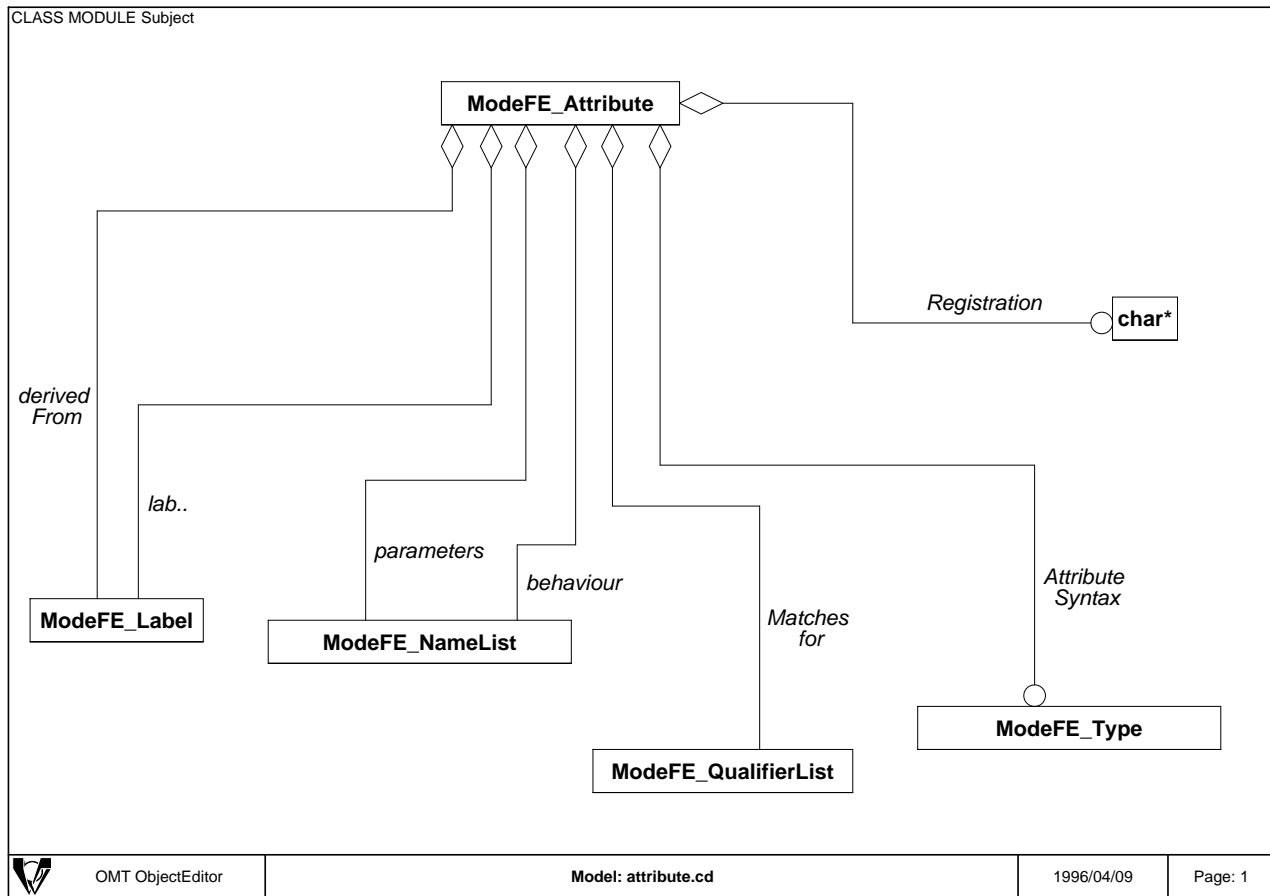 CLASS MODULE Subject
ModeFE_Attribute
Registration
char*
derived
From
lab..
parameters
behaviour
Attribute
Syntax
Matches
for
ModeFE_Label
ModeFE_NameList
ModeFE_Type
ModeFE_QualifierList
OMT ObjectEditor
Model: attribute.cd
1996/04/09
Page: 1